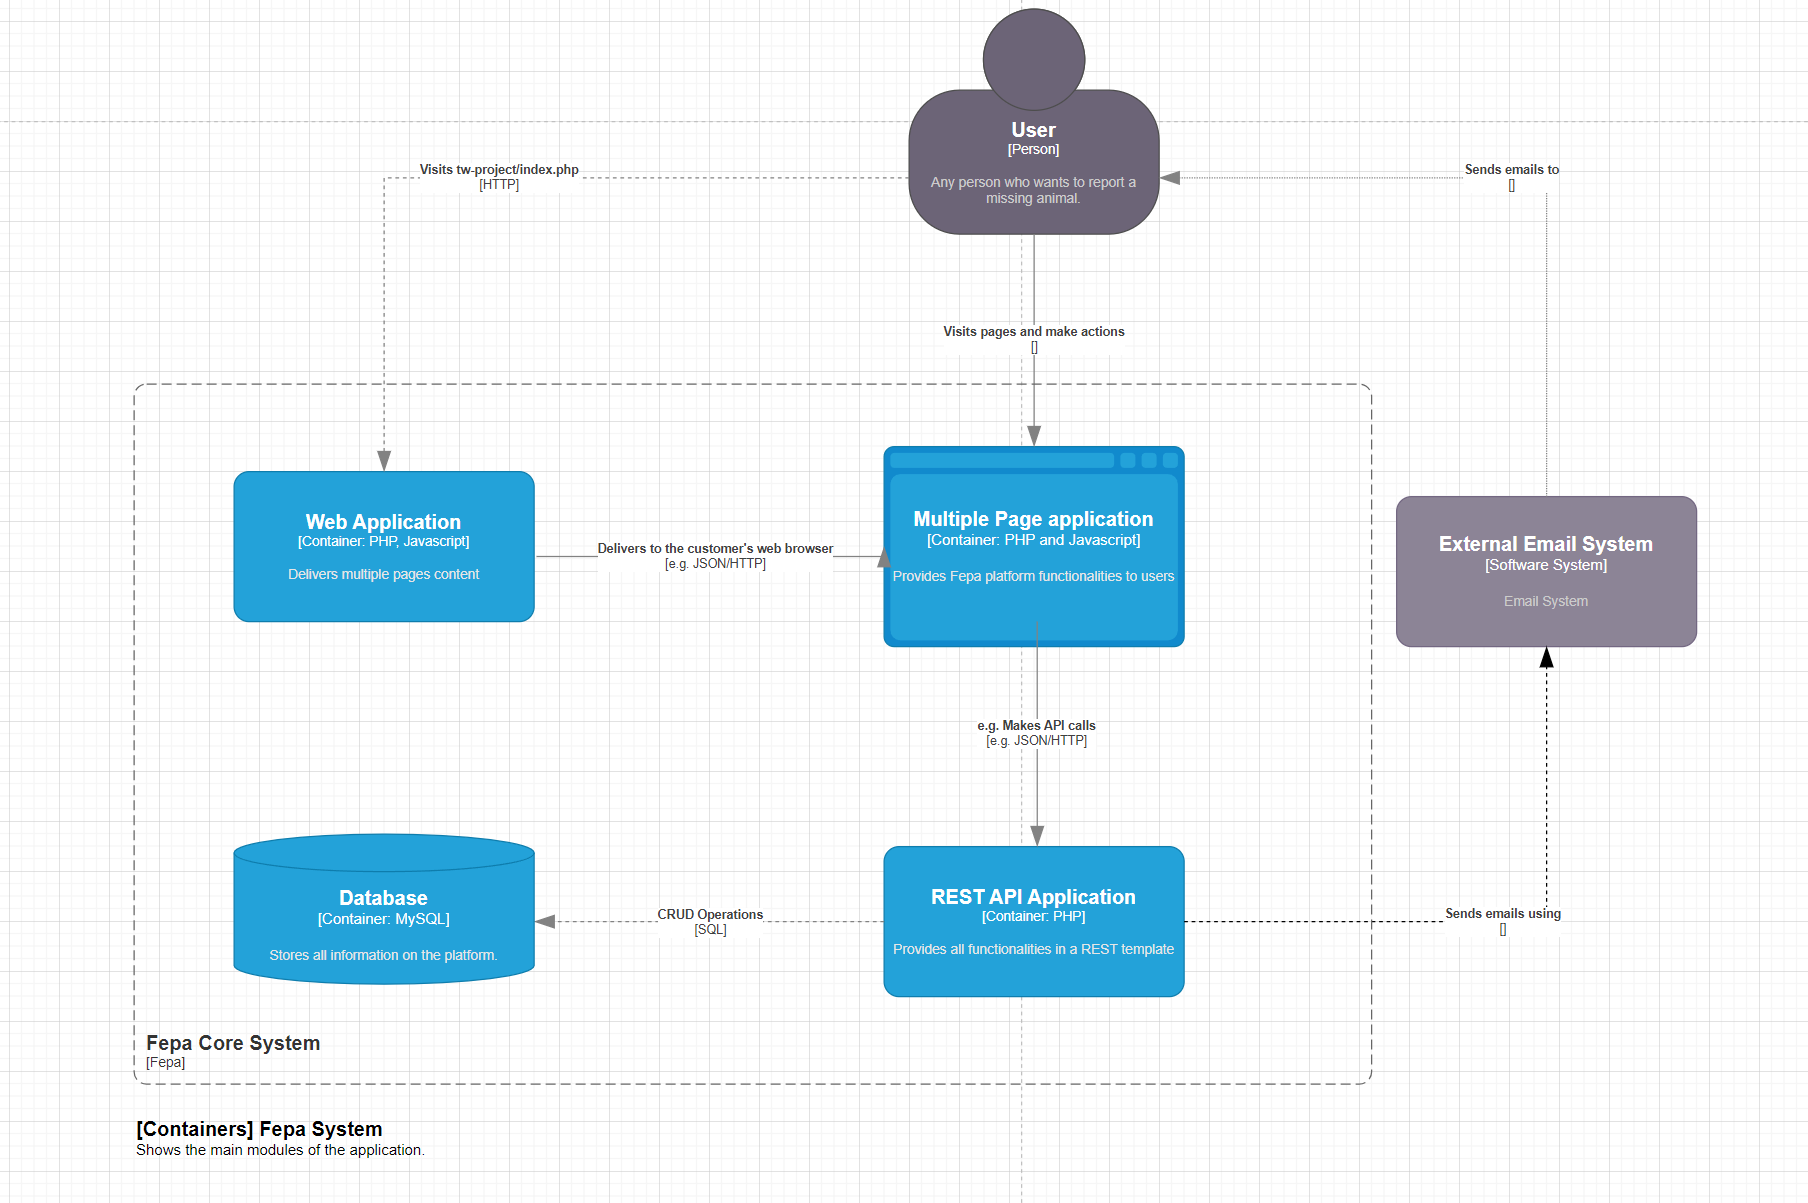 User
[Person]
Any person who wants to report a
missing animal.
Visits tw-project/index.php
[HTTP]
Sends emails to
[]
Visits pages and make actions
[]
Web Application
[Container: PHP, Javascript]
Delivers multiple pages content
Delivers to the customer's web browser
[e.g. JSON/HTTP]
Multiple Page application
[Container: PHP and Javascript]
Provides Fepa platform functionalities to users
External Email System
[Software System]
Email System
e.g. Makes API calls
[e.g. JSON/HTTP]
Database
[Container: MySQL]
Stores all information on the platform.
CRUD Operations
[SQL]
REST API Application
[Container: PHP]
Provides all functionalities in a REST template
Sends emails using
[]
Fepa Core System
[Fepa]
[Containers] Fepa System
Shows the main modules of the application.